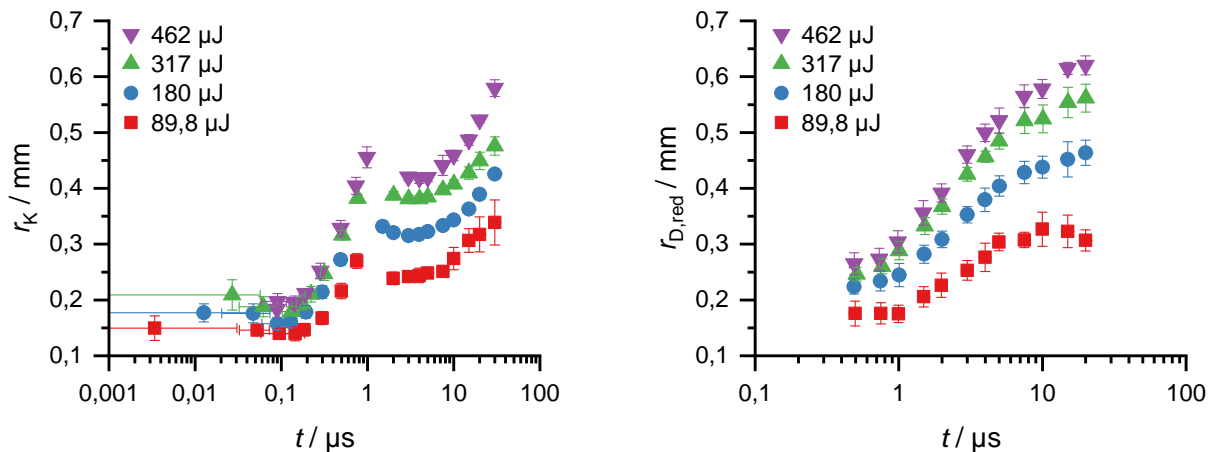 0,7
0,6
0,5
0,4
0,3
0,2
0,1
r_K / mm
462 µJ
317 µJ
180 µJ
89,8 µJ
0,001
0,01
0,1
1
10
100
t / µs
0,7
0,6
0,5
0,4
0,3
0,2
0,1
r_D,red / mm
462 µJ
317 µJ
180 µJ
89,8 µJ
0,1
1
10
100
t / µs